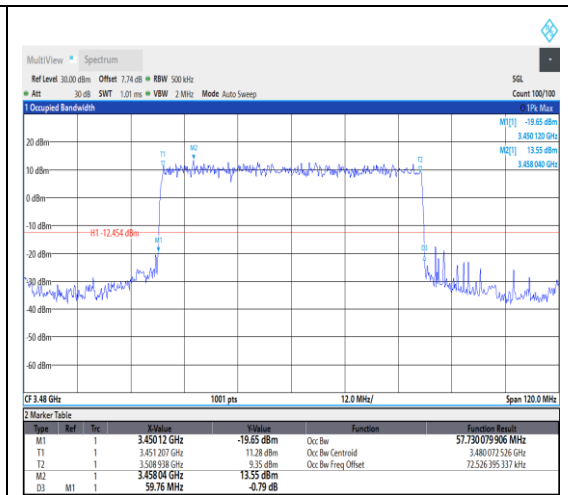 MultiView Spectrum
Ref Level 30.00 dBm Offset 7.74 dB RBW 500 kHz SGL
Att 30 dB SWT 1.01 ms VBW 2 MHz Mode Auto Sweep Count 100/100
1 Occupied Bandwidth 1Pk Max
M1[1] -19.65 dBm
3.450 120 GHz
M2[1] 13.55 dBm
3.458 040 GHz
20 dBm
T1 M2 T2
10 dBm
0 dBm
-10 dBm
H1 -12.454 dBm
M1
D3
-20 dBm
-30 dBm
-40 dBm
-50 dBm
-60 dBm
CF 3.48 GHz 1001 pts 12.0 MHz/ Span 120.0 MHz
2 Marker Table
Type Ref Trc X-Value Y-Value Function Function Result
M1 1 3.450 12 GHz -19.65 dBm Occ Bw 57.730 079 906 MHz
T1 1 3.451 207 GHz 11.28 dBm Occ Bw Centroid 3.480 072 526 GHz
T2 1 3.508 938 GHz 9.35 dBm Occ Bw Freq Offset 72.526 395 337 kHz
M2 1 3.458 04 GHz 13.55 dBm
D3 M1 1 59.76 MHz -0.79 dB